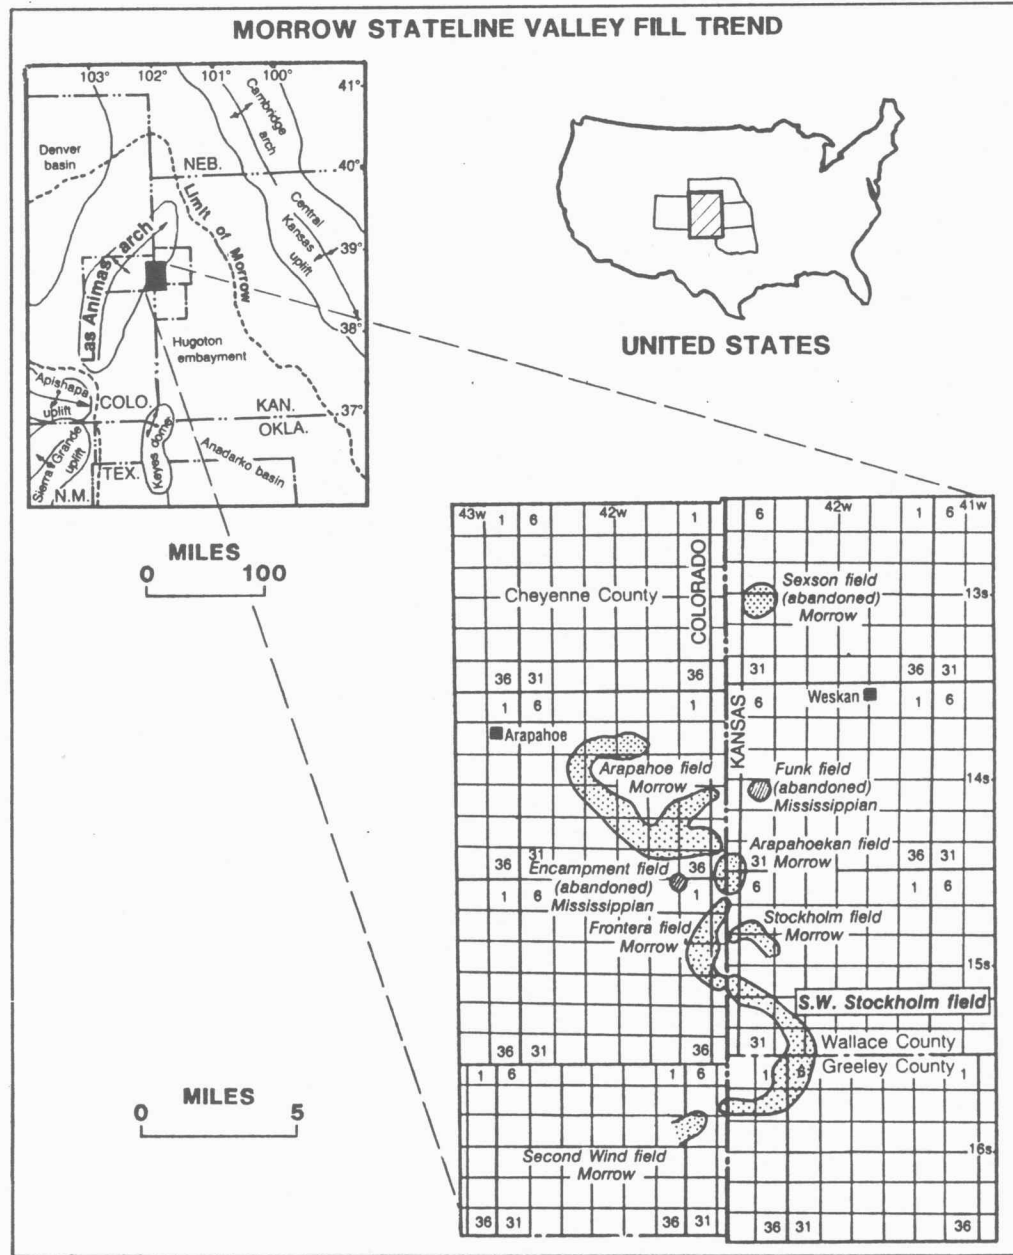 MORROW STATELINE VALLEY FILL TREND
103° 102° 101° 100°
41°
40°
39°
38°
37°
Denver
basin
NEB.
Cambridge
arch
Central
Kansas
uplift
Limit of Morrow
Las Animas arch
Hugoton
embayment
Apishapa
uplift
COLO.
KAN.
OKLA.
Sierra Grande
uplift
Keyes dome
Anadarko basin
TEX.
N.M.
MILES
0 100
UNITED STATES
43w 1 6 42w 1 6 42w 1 6 41w
COLORADO
KANSAS
Cheyenne County
Sexson field
(abandoned)
Morrow
13s
36 31 36 31 36 31
1 6 1 6 Weskan 1 6
Arapahoe
Arapahoe field
Morrow
Funk field
(abandoned)
Mississippian
14s
Arapahoekan field
Morrow
36 31 36 31 36 31
Encampment field
(abandoned)
Mississippian
1 6 1 6 1 6
Frontera field
Morrow
Stockholm field
Morrow
15s
S.W. Stockholm field
36 31 36 31 Wallace County
1 6 1 6 1 6 Greeley County 1
MILES
0 5
Second Wind field
Morrow
16s
36 31 36 31 36 31 36